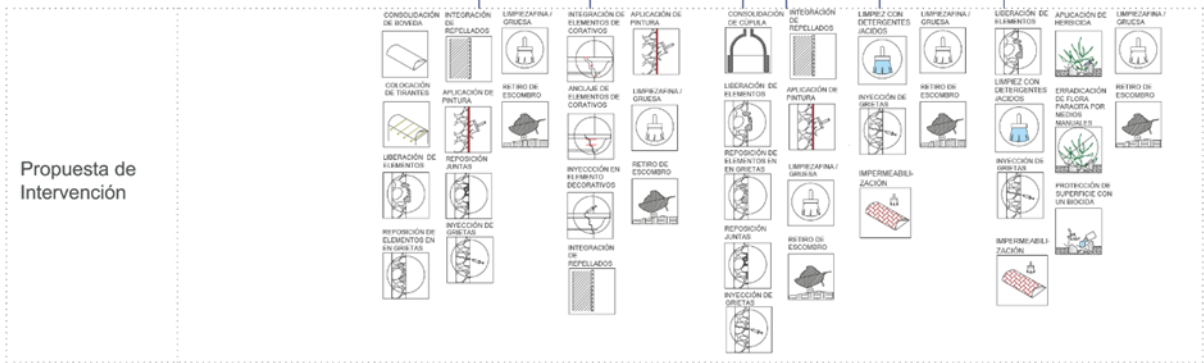 Propuesta de
Intervención
CONSOLIDACIÓN
DE BOVEDA
COLOCACIÓN
DE TIRANTES
LIBERACIÓN DE
ELEMENTOS
REPOSICIÓN DE
ELEMENTOS EN
EN GRIETAS
INTEGRACIÓN
DE
REPELLADOS
APLICACIÓN DE
PINTURA
REPOSICIÓN
JUNTAS
INYECCIÓN DE
GRIETAS
LIMPIEZAFINA /
GRUESA
RETIRO DE
ESCOMBRO
INTEGRACIÓN DE
ELEMENTOS DE
CORATIVOS
ANCLAJE DE
ELEMENTOS DE
CORATIVOS
INYECCCIÓN EN
ELEMENTO
DECORATIVOS
INTEGRACIÓN DE
REPELLADOS
APLICACIÓN DE
PINTURA
LIMPIEZAFINA /
GRUESA
RETIRO DE
ESCOMBRO
CONSOLIDACIÓN
DE CÚPULA
LIBERACIÓN DE
ELEMENTOS
REPOSICIÓN DE
ELEMENTOS EN
EN GRIETAS
REPOSICIÓN
JUNTAS
INYECCIÓN DE
GRIETAS
INTEGRACIÓN
DE
REPELLADOS
APLICACIÓN DE
PINTURA
LIMPIEZAFINA /
GRUESA
RETIRO DE
ESCOMBRO
LIMPIEZ CON
DETERGENTES
/ACIDOS
INYECCIÓN DE
GRIETAS
IMPERMEABILI-
ZACIÓN
LIMPIEZAFINA /
GRUESA
RETIRO DE
ESCOMBRO
LIBERACIÓN DE
ELEMENTOS
LIMPIEZ CON
DETERGENTES
/ACIDOS
INYECCIÓN DE
GRIETAS
IMPERMEABILI-
ZACIÓN
APLICACIÓN DE
HERBICIDA
ERRADICACIÓN
DE FLORA
PARACITA POR
MEDIOS
MANUALES
PROTECCIÓN DE
SUPERFICIE CON
UN BIOCIDA
LIMPIEZAFINA /
GRUESA
RETIRO DE
ESCOMBRO